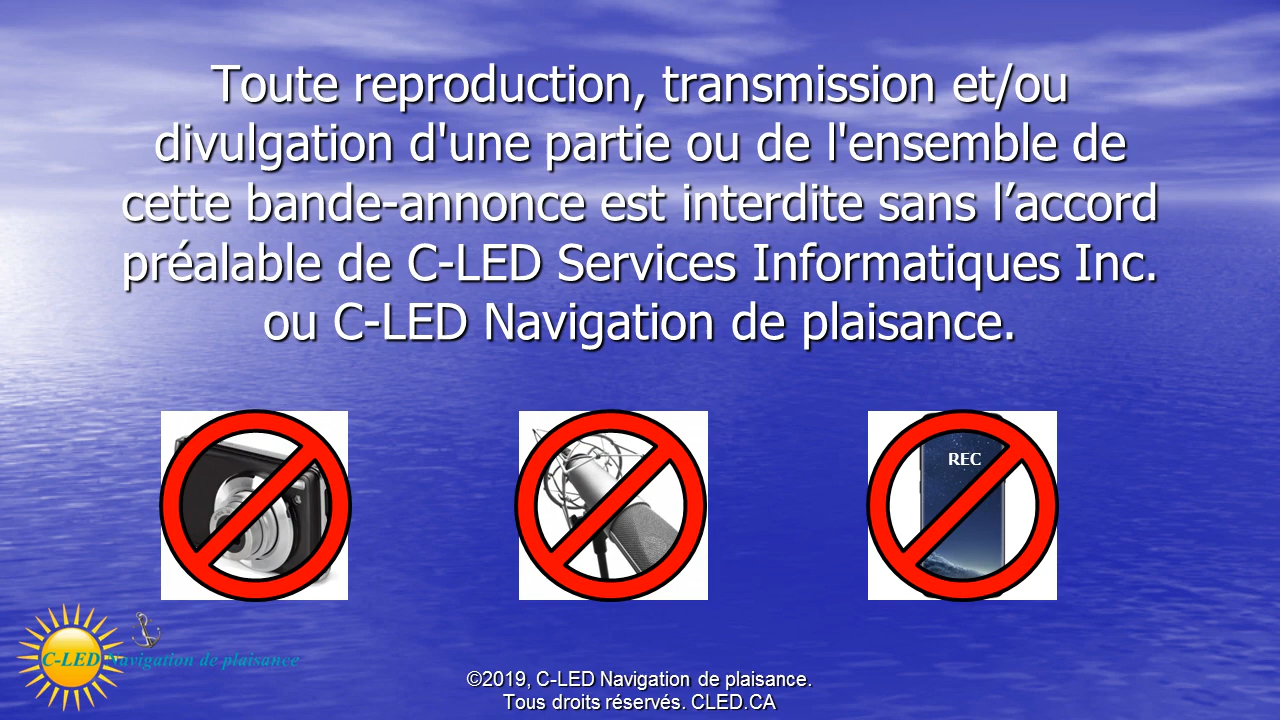 Toute reproduction, transmission et/ou
divulgation d'une partie ou de l'ensemble de
cette bande-annonce est interdite sans l’accord
préalable de C-LED Services Informatiques Inc.
ou C-LED Navigation de plaisance.
REC
C-LED Navigation de plaisance
©2019, C-LED Navigation de plaisance.
Tous droits réservés. CLED.CA